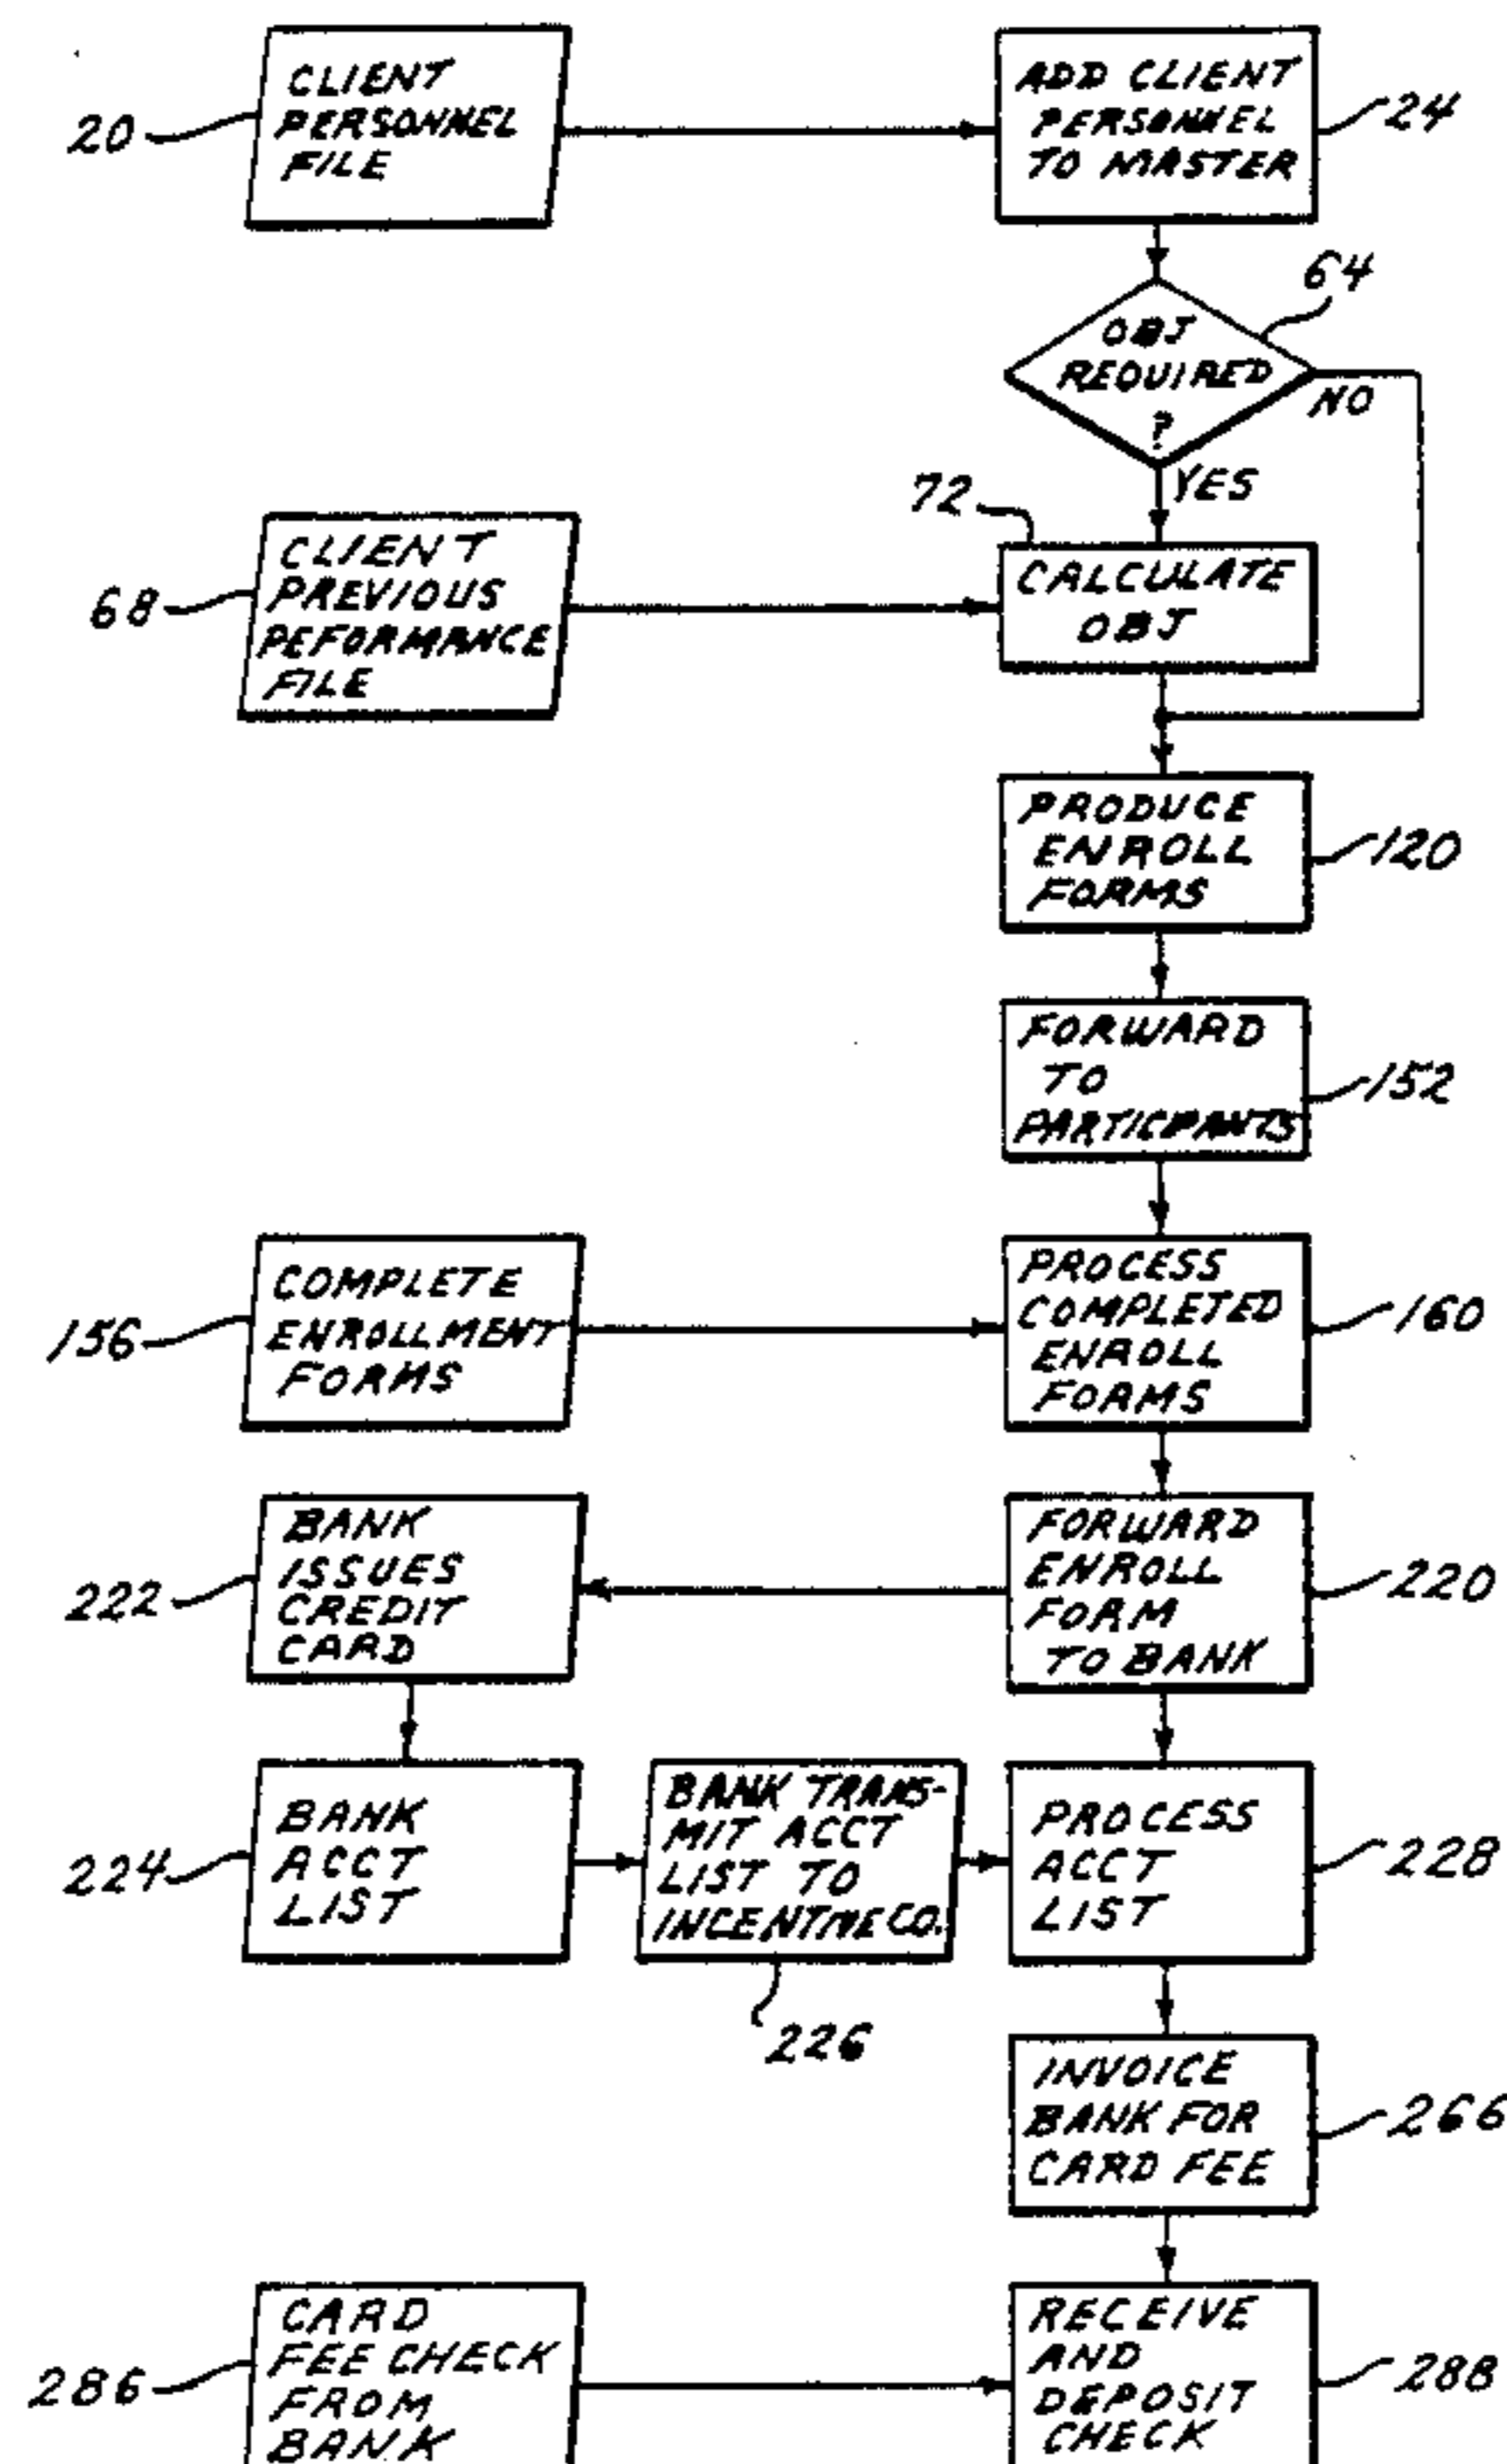 CLIENT
PERSONNEL
FILE
20
ADD CLIENT
PERSONNEL
TO MASTER
24
OBJ
REQUIRED
?
64
NO
YES
72
CLIENT
PREVIOUS
PEFORMANCE
FILE
68
CALCULATE
OBJ
PRODUCE
ENROLL
FORMS
120
FORWARD
TO
PARTICPANTS
152
COMPLETE
ENROLLMENT
FORMS
156
PROCESS
COMPLETED
ENROLL
FORMS
160
BANK
ISSUES
CREDIT
CARD
222
FORWARD
ENROLL
FORM
TO BANK
220
BANK
ACCT
LIST
224
BANK TRANS-
MIT ACCT
LIST TO
INCENTIVE CO.
226
PROCESS
ACCT
LIST
228
INVOICE
BANK FOR
CARD FEE
266
CARD
FEE CHECK
FROM
BANK
286
RECEIVE
AND
DEPOSIT
CHECK
288